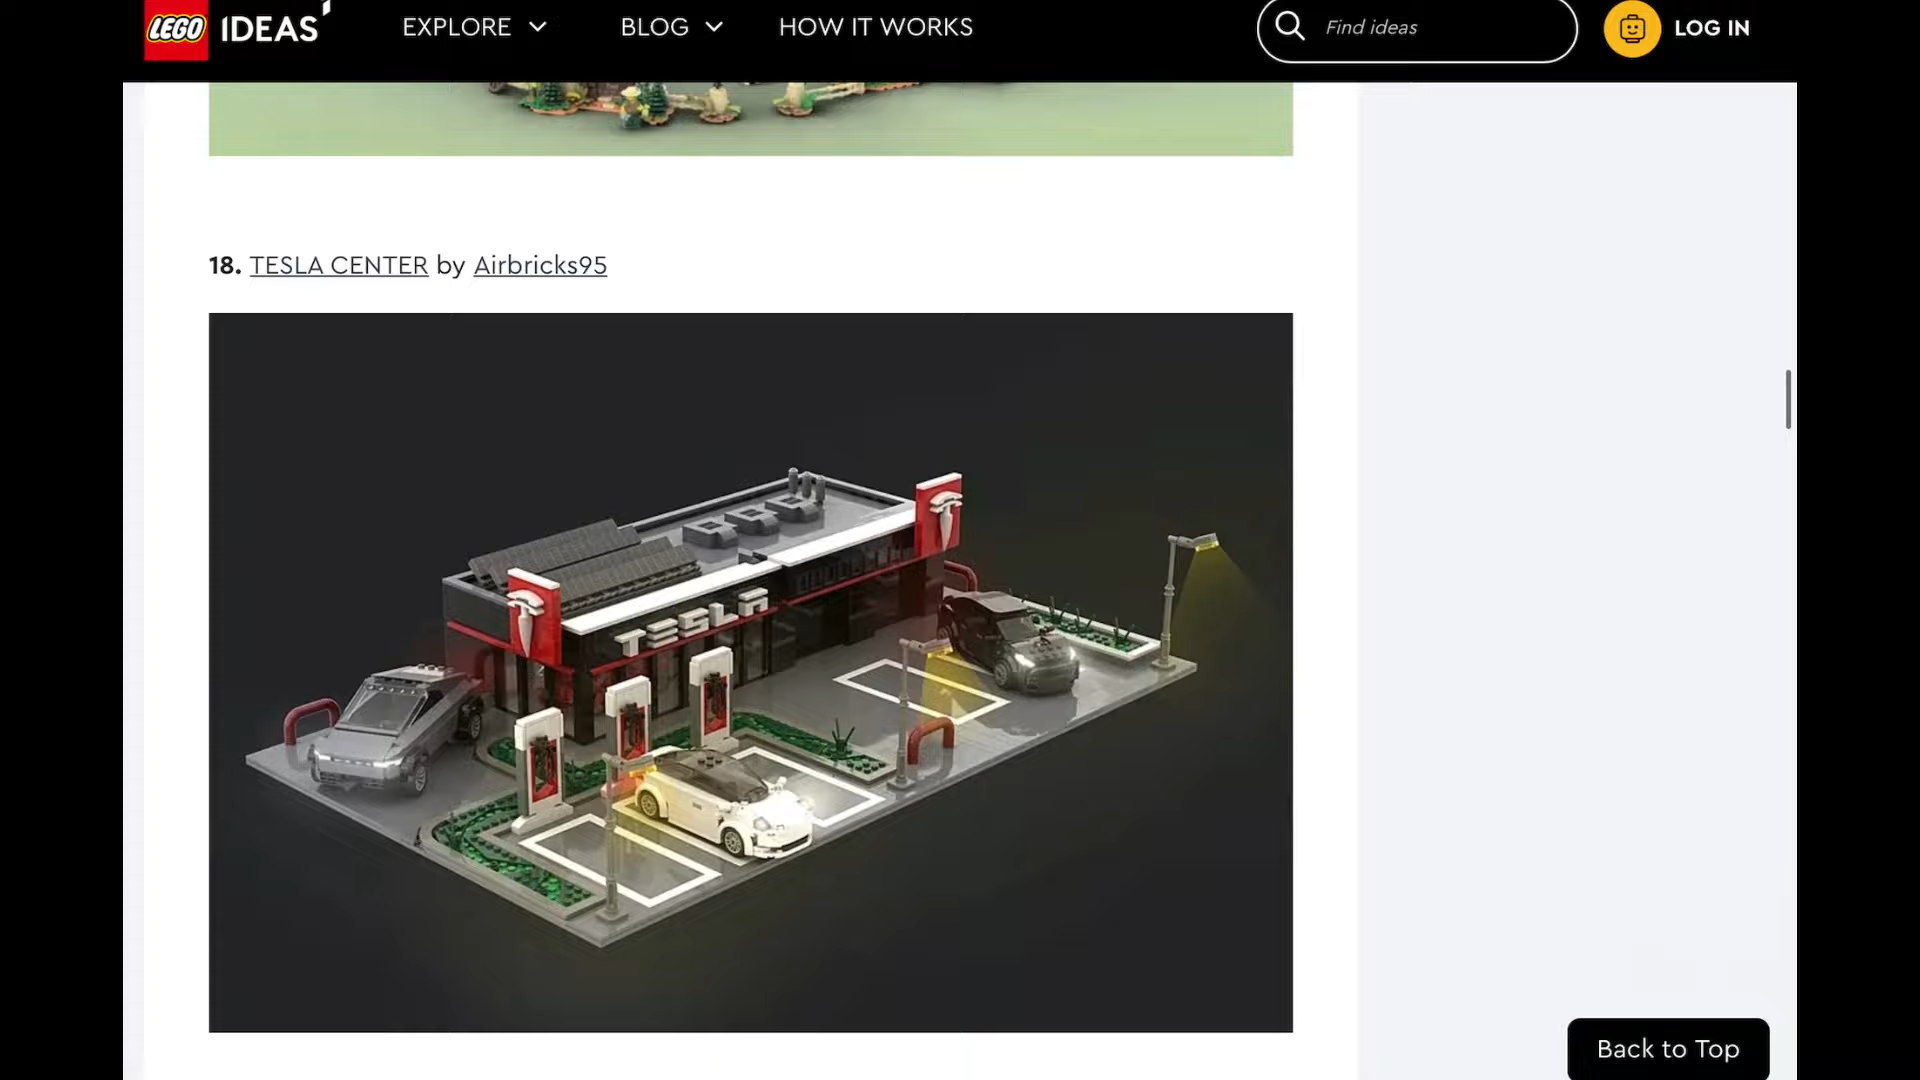 LEGO IDEAS
EXPLORE
BLOG
HOW IT WORKS
Find ideas
LOG IN
18. TESLA CENTER by Airbricks95
TESLA
Back to Top